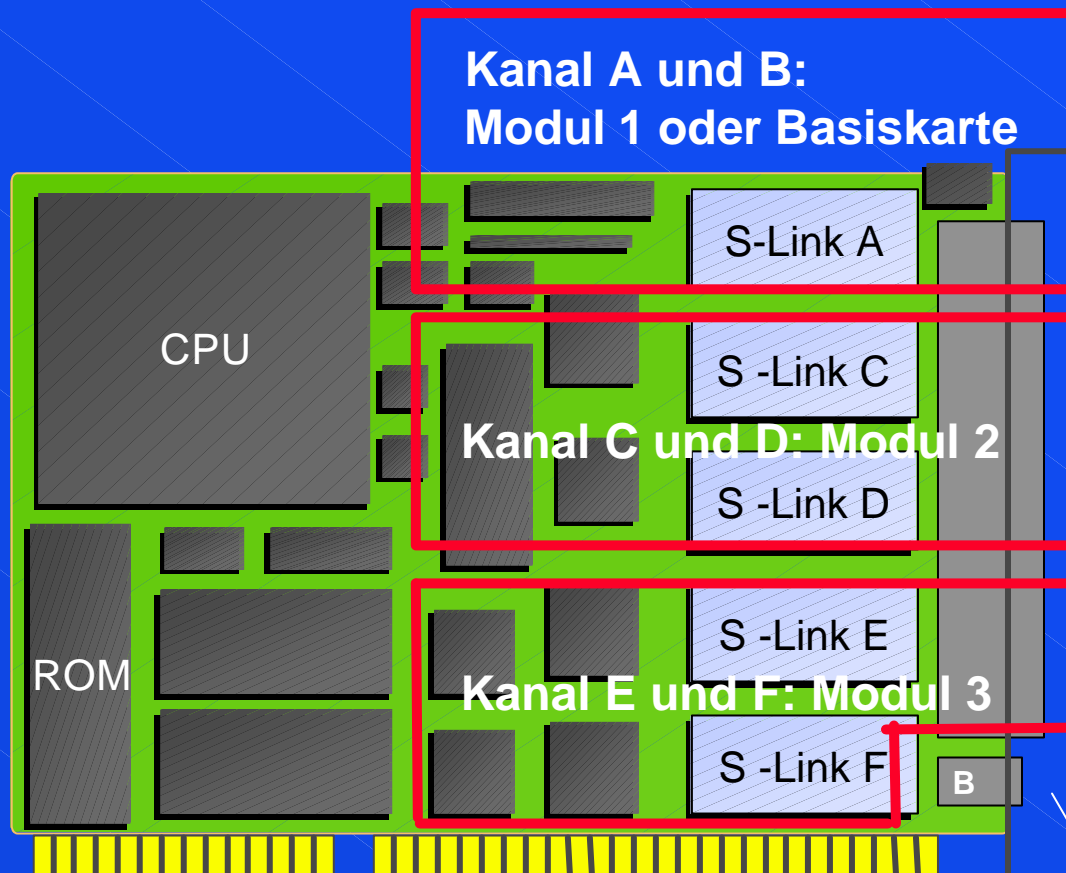 Kanal A und B:
Modul 1 oder Basiskarte
S-Link A
CPU
S -Link C
Kanal C und D: Modul 2
S -Link D
S -Link E
ROM
Kanal E und F: Modul 3
S -Link F
B